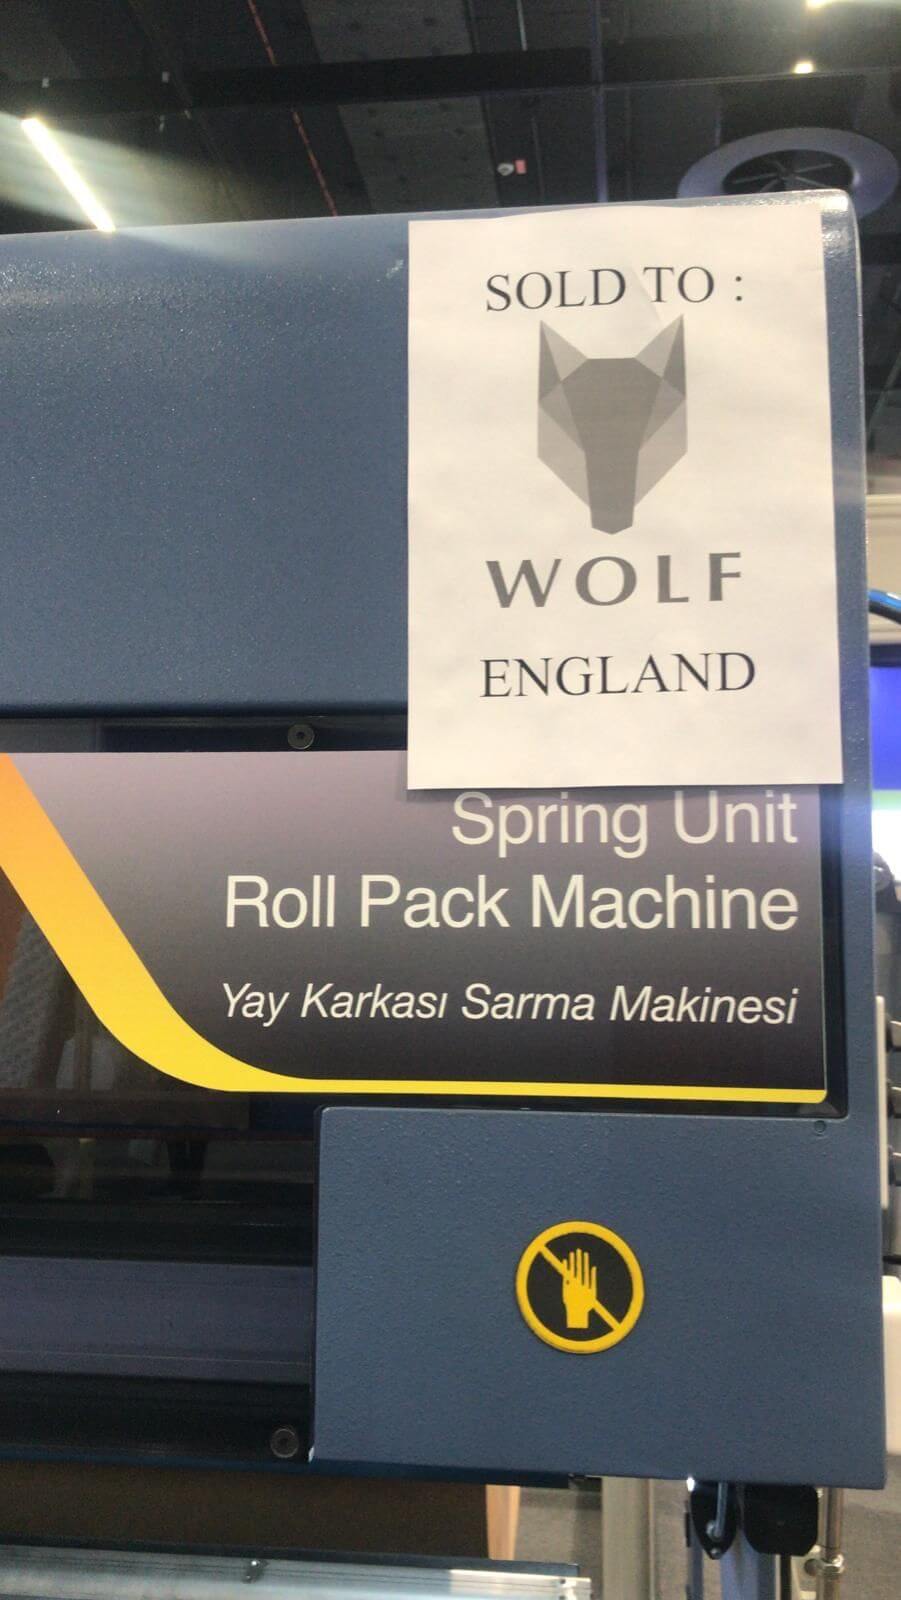 SOLD TO :
WOLF
ENGLAND
Spring Unit
Roll Pack Machine
Yay Karkası Sarma Makinesi